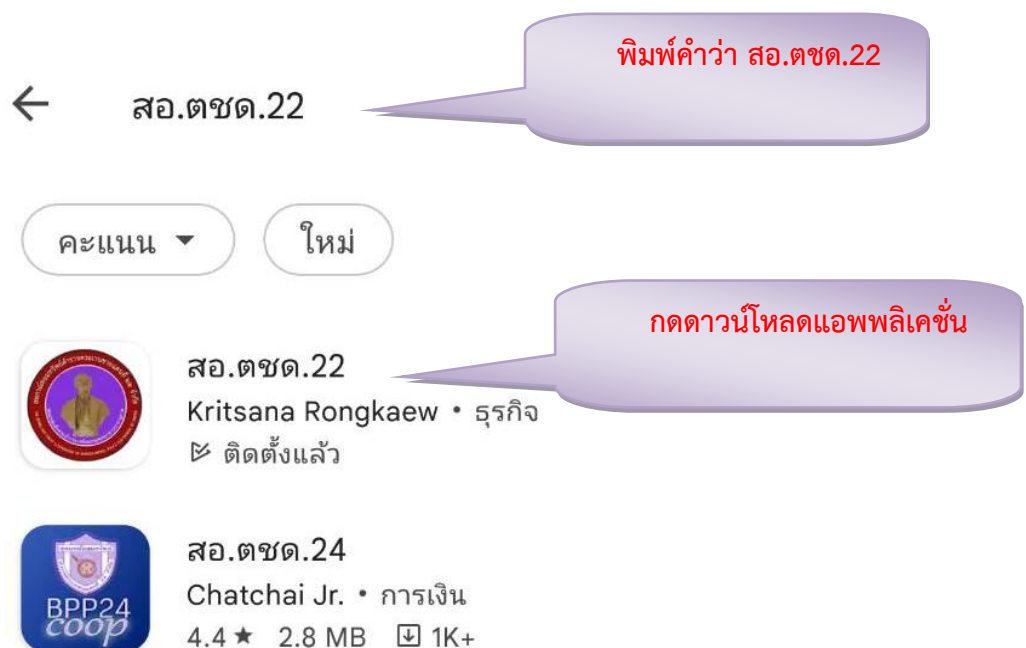 พิมพ์คำว่า สอ.ตชด.22
สอ.ตชด.22
คะแนน
ใหม่
กดดาวน์โหลดแอพพลิเคชั่น
สอ.ตชด.22
Kritsana Rongkaew • ธุรกิจ
ติดตั้งแล้ว
สอ.ตชด.24
Chatchai Jr. • การเงิน
BPP24
coop
4.4 ★ 2.8 MB 1K+